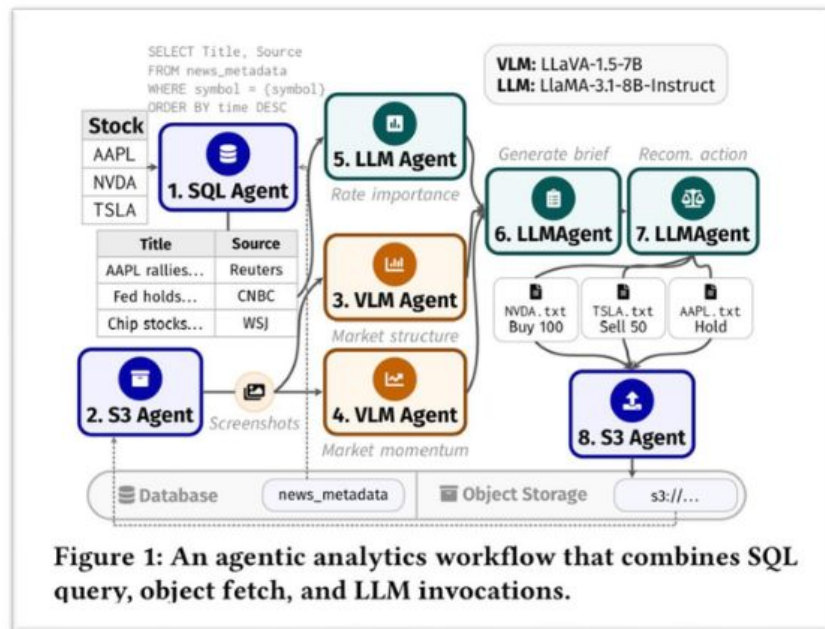 SELECT Title, Source
FROM news_metadata
WHERE symbol = {symbol}
ORDER BY time DESC
VLM: LLaVA-1.5-7B
LLM: LLaMA-3.1-8B-Instruct
Stock
AAPL
NVDA
TSLA
1. SQL Agent
5. LLM Agent
Rate importance
Generate brief
Recom. action
6. LLMAgent
7. LLMAgent
Title Source
AAPL rallies... Reuters
Fed holds... CNBC
Chip stocks... WSJ
3. VLM Agent
Market structure
NVDA.txt
Buy 100
TSLA.txt
Sell 50
AAPL.txt
Hold
2. S3 Agent
Screenshots
4. VLM Agent
Market momentum
8. S3 Agent
Database
news_metadata
Object Storage
s3://...
Figure 1: An agentic analytics workflow that combines SQL
query, object fetch, and LLM invocations.